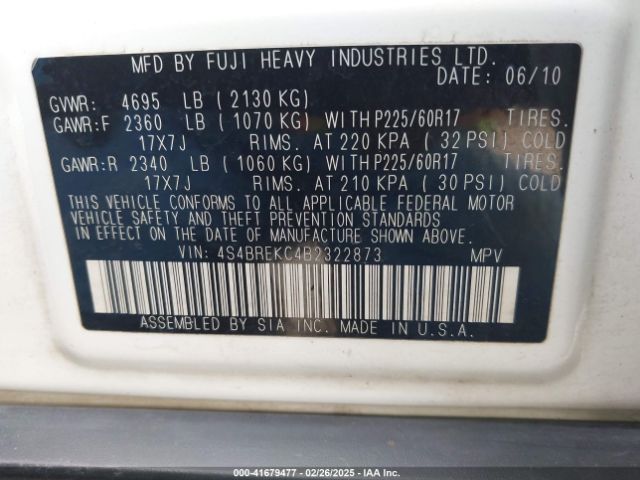 MFD BY FUJI HEAVY INDUSTRIES LTD.
DATE: 06/10
GVWR: 4695 LB ( 2130 KG)
GAWR:F 2360 LB ( 1070 KG) WITH P225/60R17 TIRES.
17X7J RIMS. AT 220 KPA ( 32 PSI) COLD
GAWR:R 2340 LB ( 1060 KG) WITH P225/60R17 TIRES.
17X7J RIMS. AT 210 KPA ( 30 PSI) COLD
THIS VEHICLE CONFORMS TO ALL APPLICABLE FEDERAL MOTOR
VEHICLE SAFETY AND THEFT PREVENTION STANDARDS
IN EFFECT ON THE DATE OF MANUFACTURE SHOWN ABOVE.
VIN: 4S4BREKC4B2322873 MPV
ASSEMBLED BY SIA INC. MADE IN U.S.A.
000-41679477 - 02/26/2025 - IAA Inc.